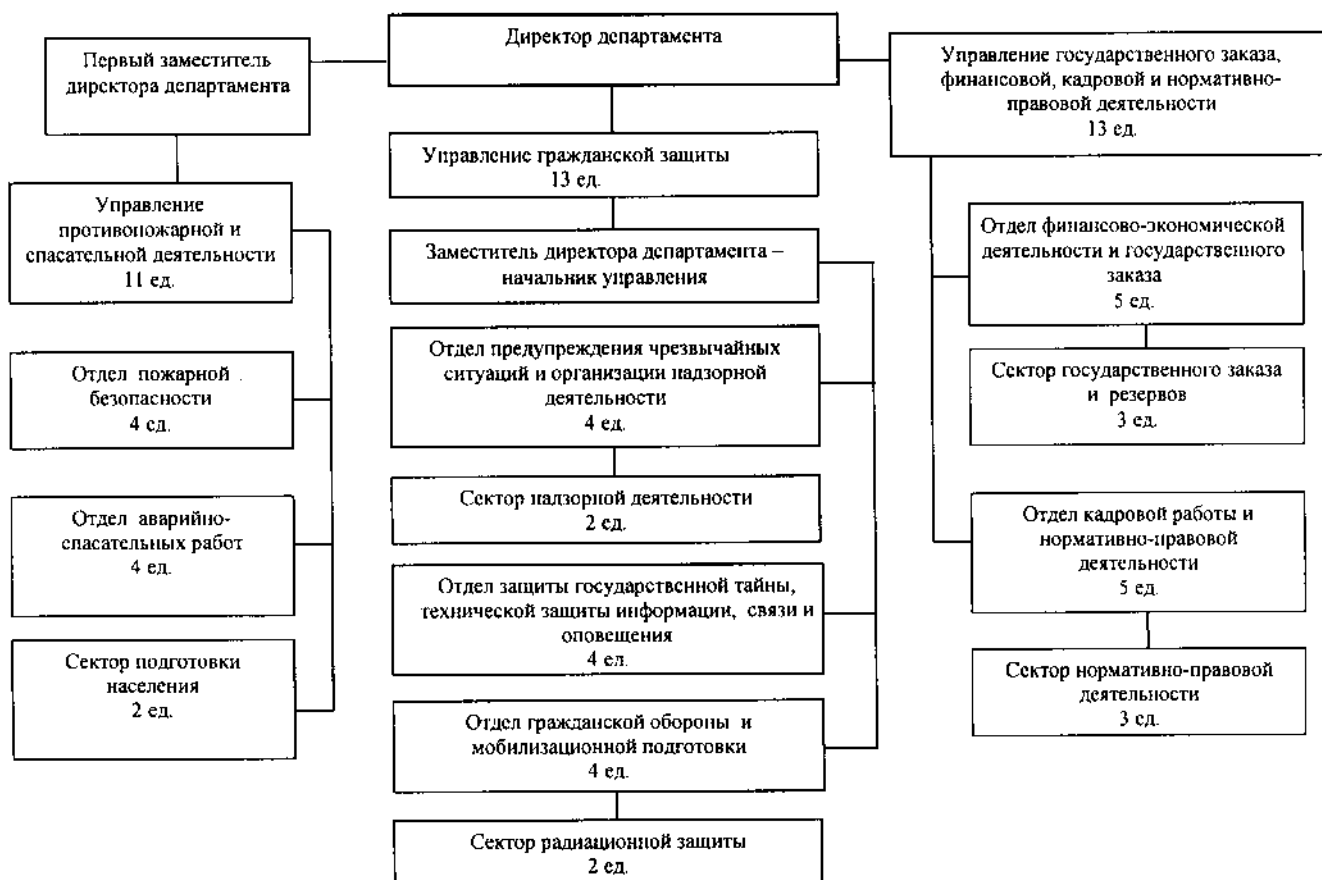 Директор департамента
Первый заместитель
директора департамента
Управление государственного заказа,
финансовой, кадровой и нормативно-
правовой деятельности
13 ед.
Управление гражданской защиты
13 ед.
Управление
противопожарной и
спасательной деятельности
11 ед.
Заместитель директора департамента –
начальник управления
Отдел финансово-экономической
деятельности и государственного
заказа
5 ед.
Отдел пожарной
безопасности
4 ед.
Отдел предупреждения чрезвычайных
ситуаций и организации надзорной
деятельности
4 ед.
Сектор государственного заказа
и резервов
3 ед.
Сектор надзорной деятельности
2 ед.
Отдел аварийно-
спасательных работ
4 ед.
Отдел кадровой работы и
нормативно-правовой
деятельности
5 ед.
Отдел защиты государственной тайны,
технической защиты информации, связи и
оповещения
4 ед.
Сектор подготовки
населения
2 ед.
Сектор нормативно-правовой
деятельности
3 ед.
Отдел гражданской обороны и
мобилизационной подготовки
4 ед.
Сектор радиационной защиты
2 ед.